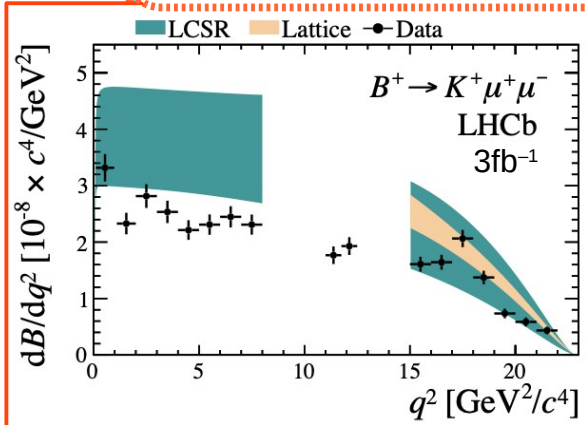 LCSR Lattice Data
B⁺ → K⁺μ⁺μ⁻
LHCb
3fb⁻¹
dB/dq² [10⁻⁸ × c⁴/GeV²]
5
4
3
2
1
0
0 5 10 15 20
q² [GeV²/c⁴]